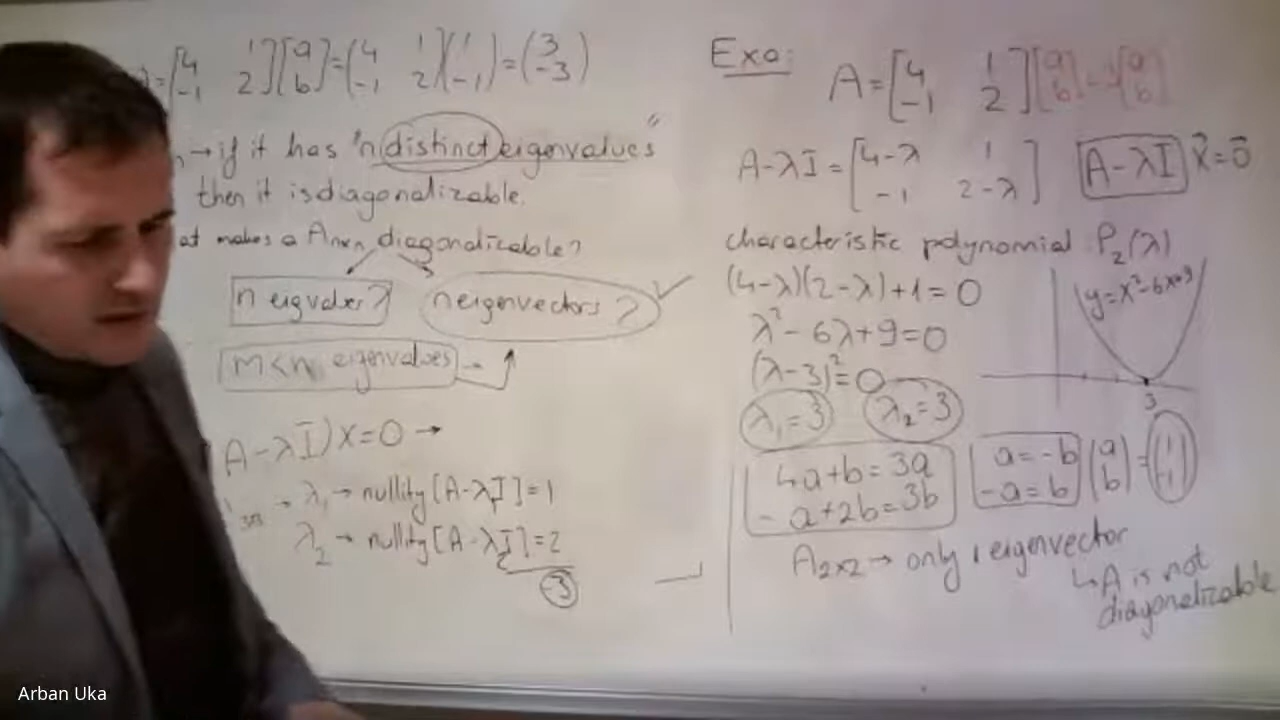 = [4 1; -1 2][a; b] = (4 1; -1 2)(1; -1) = (3; -3)
n → if it has "n distinct eigenvalues"
then it is diagonalizable.
at makes a Anxn diagonalizable?
n eigvalues? n eigenvectors? ✓
m<n eigenvalues →
A-λI)x=0 →
3x3 → λ₁ → nullity[A-λ₁I]=1
λ₂ → nullity[A-λ₂I]=2
3
Exa: A = [4 1; -1 2][a; b] = 3[a; b]
A-λI = [4-λ 1; -1 2-λ] A-λI x̄=ō
characteristic polynomial: P₂(λ)
(4-λ)(2-λ)+1=0
y=x²-6x+9
λ²-6λ+9=0
(λ-3)²=0
3
λ₁=3 λ₂=3
4a+b=3a
-a+2b=3b
a=-b
-a=b
(a; b) = (1; -1)
A2x2 → only 1 eigenvector
↳ A is not
diagonalizable
Arban Uka